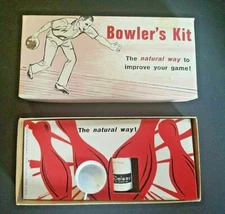 Bowler's Kit
The natural way to
improve your game!
The natural way!